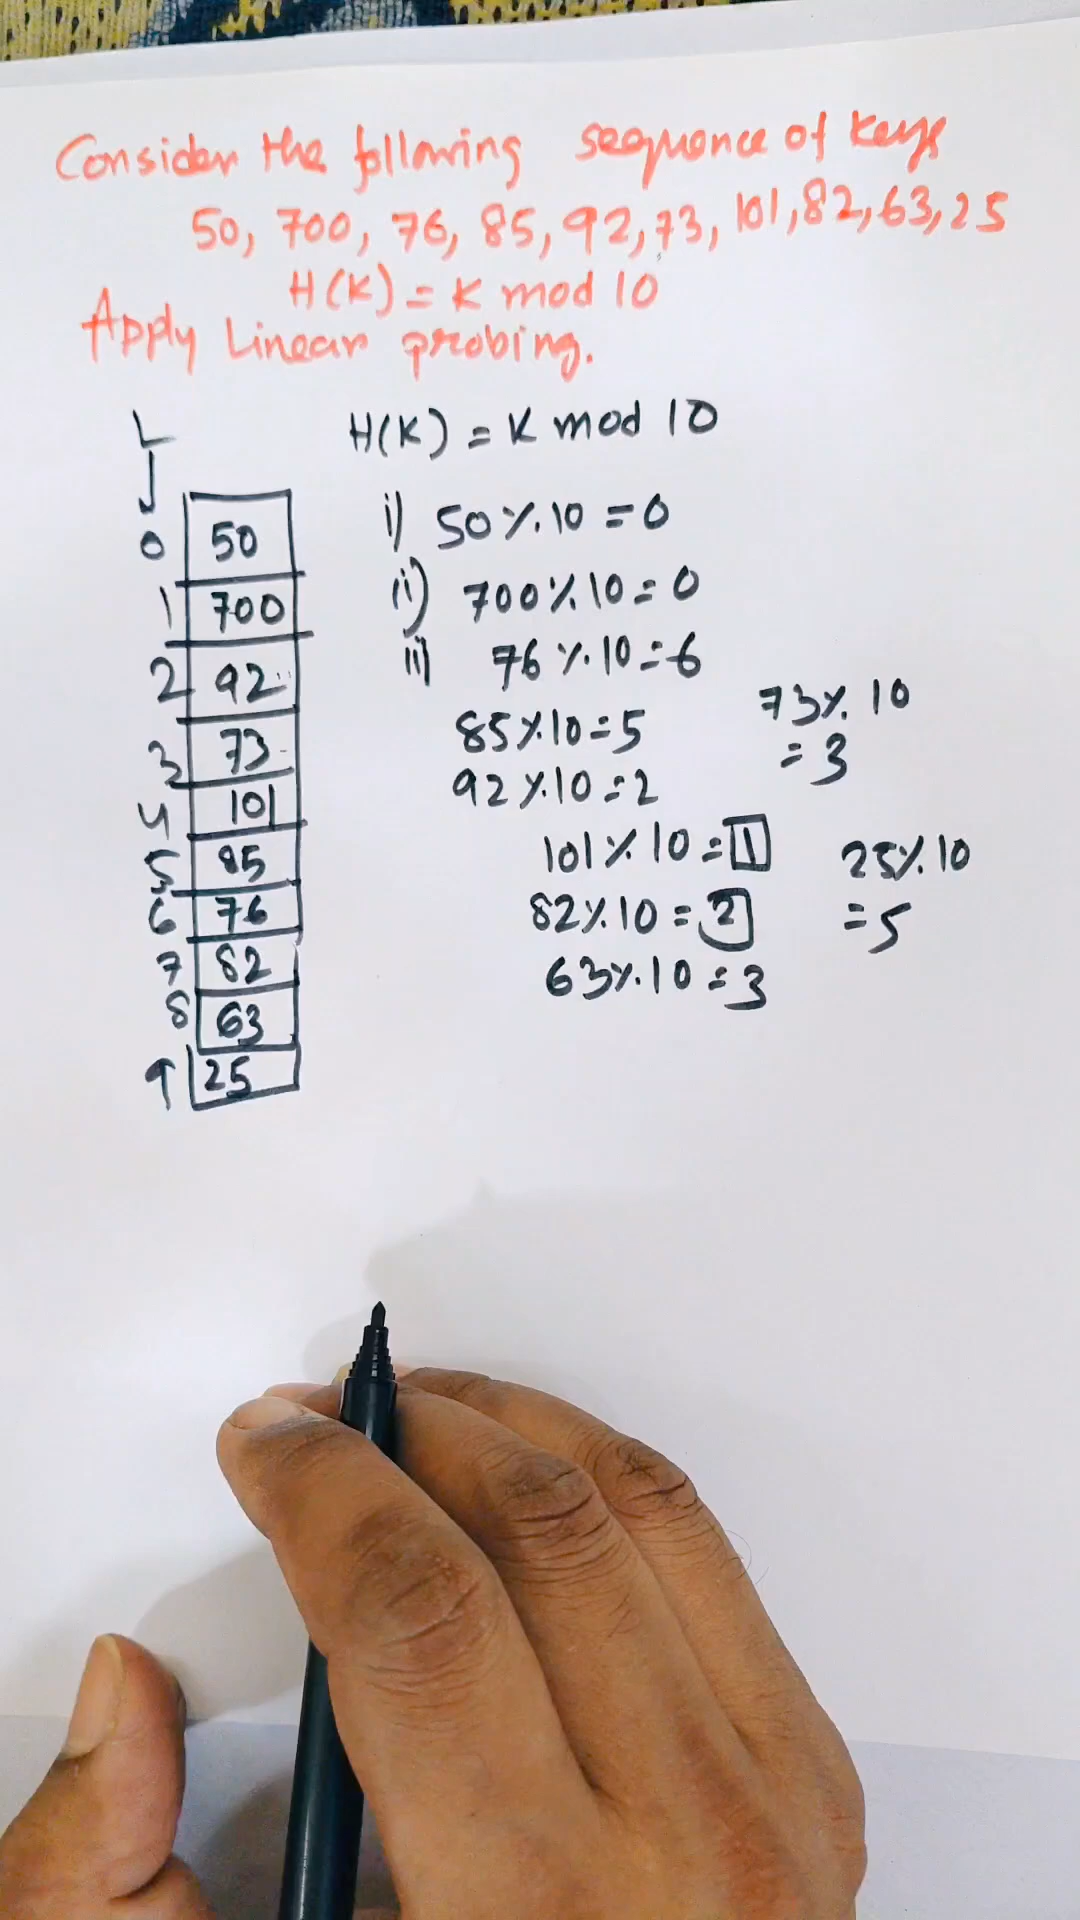 Consider the following sequence of keys
50, 700, 76, 85, 92, 73, 101, 82, 63, 25
H(K) = K mod 10
Apply Linear probing.
H(K) = K mod 10
i) 50 % 10 = 0
ii) 700 % 10 = 0
iii) 76 % 10 = 6
85 % 10 = 5
92 % 10 = 2
73 % 10
= 3
101 % 10 = 1
82 % 10 = 2
63 % 10 = 3
25 % 10
= 5
0 50
1 700
2 92
3 73
4 101
5 85
6 76
7 82
8 63
9 25